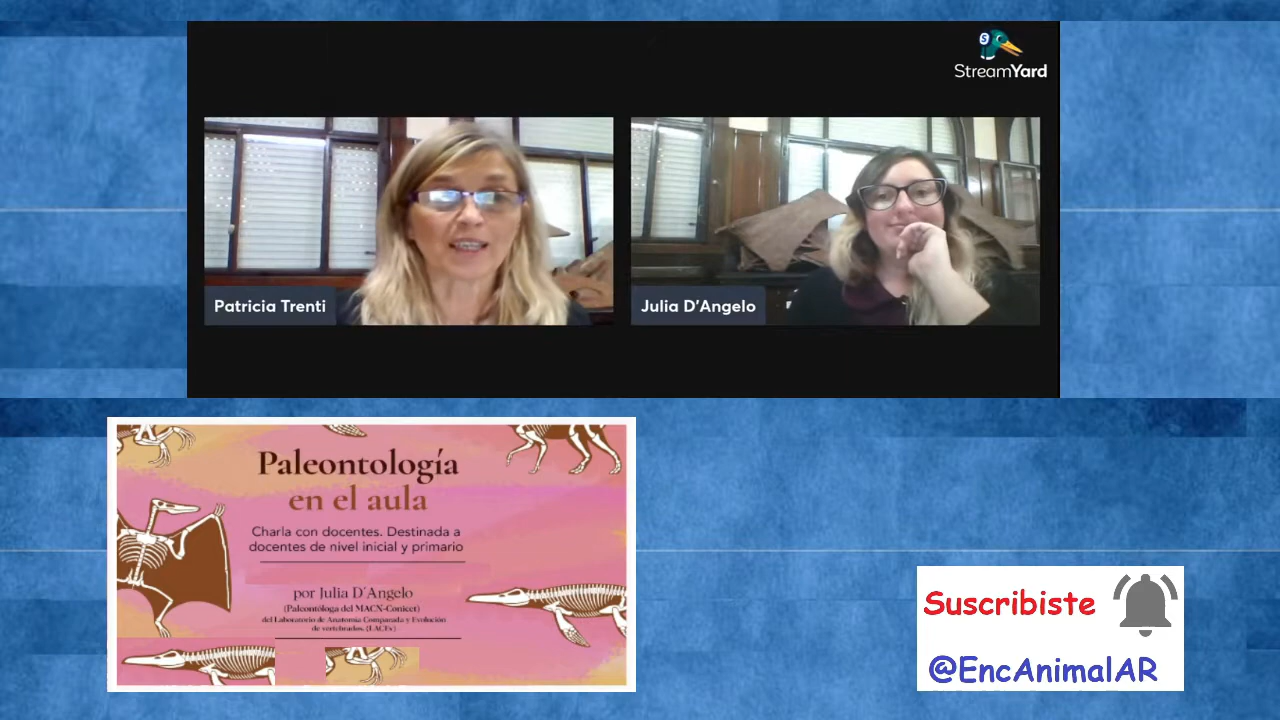 StreamYard
Patricia Trenti
Julia D'Angelo
Paleontología
en el aula
Charla con docentes. Destinada a
docentes de nivel inicial y primario
por Julia D´Angelo
(Paleontóloga del MACN-Conicet)
del Laboratorio de Anatomía Comparada y Evolución
de vertebrados. (LACEv)
Suscribiste
@EncAnimalAR